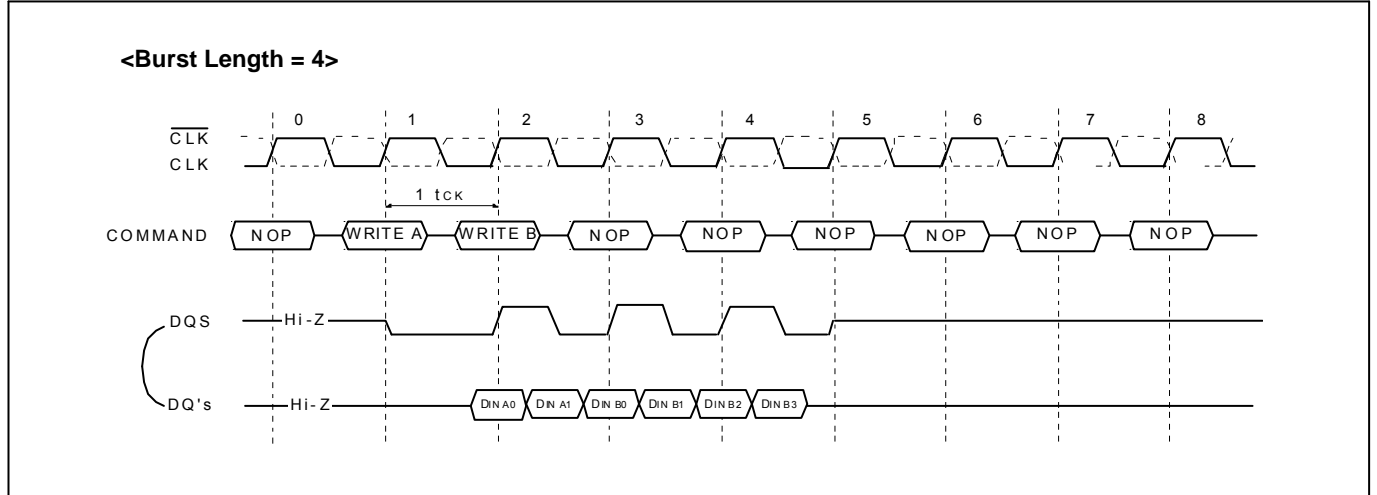 <Burst Length = 4>
0 1 2 3 4 5 6 7 8
CLK
CLK
1 tCK
COMMAND NOP WRITE A WRITE B NOP NOP NOP NOP NOP NOP
DQS Hi-Z
DQ's Hi-Z DIN A0 DIN A1 DIN B0 DIN B1 DIN B2 DIN B3